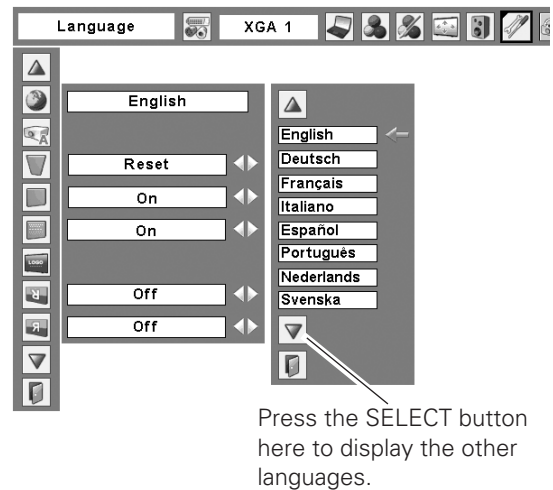 Language
XGA 1
English
Reset
On
On
LOGO
Off
Off
English
Deutsch
Français
Italiano
Español
Português
Nederlands
Svenska
Press the SELECT button
here to display the other
languages.